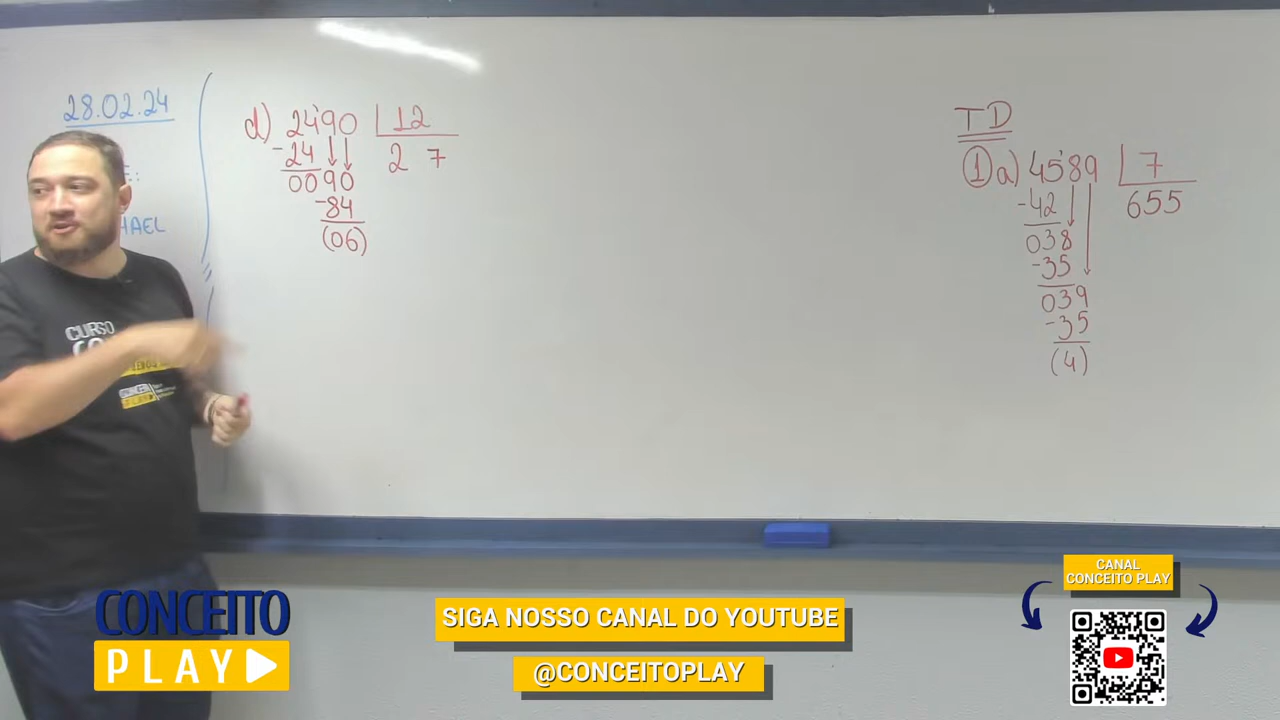 28.02.24
E:
HAEL
d) 2490 12
-24 2 7
0090
-84
(06)
TD
1 a) 4589 7
-42 655
038
-35
039
-35
(4)
CURSO
CONCEITO
PLAY
SIGA NOSSO CANAL DO YOUTUBE
@CONCEITOPLAY
CANAL
CONCEITO PLAY